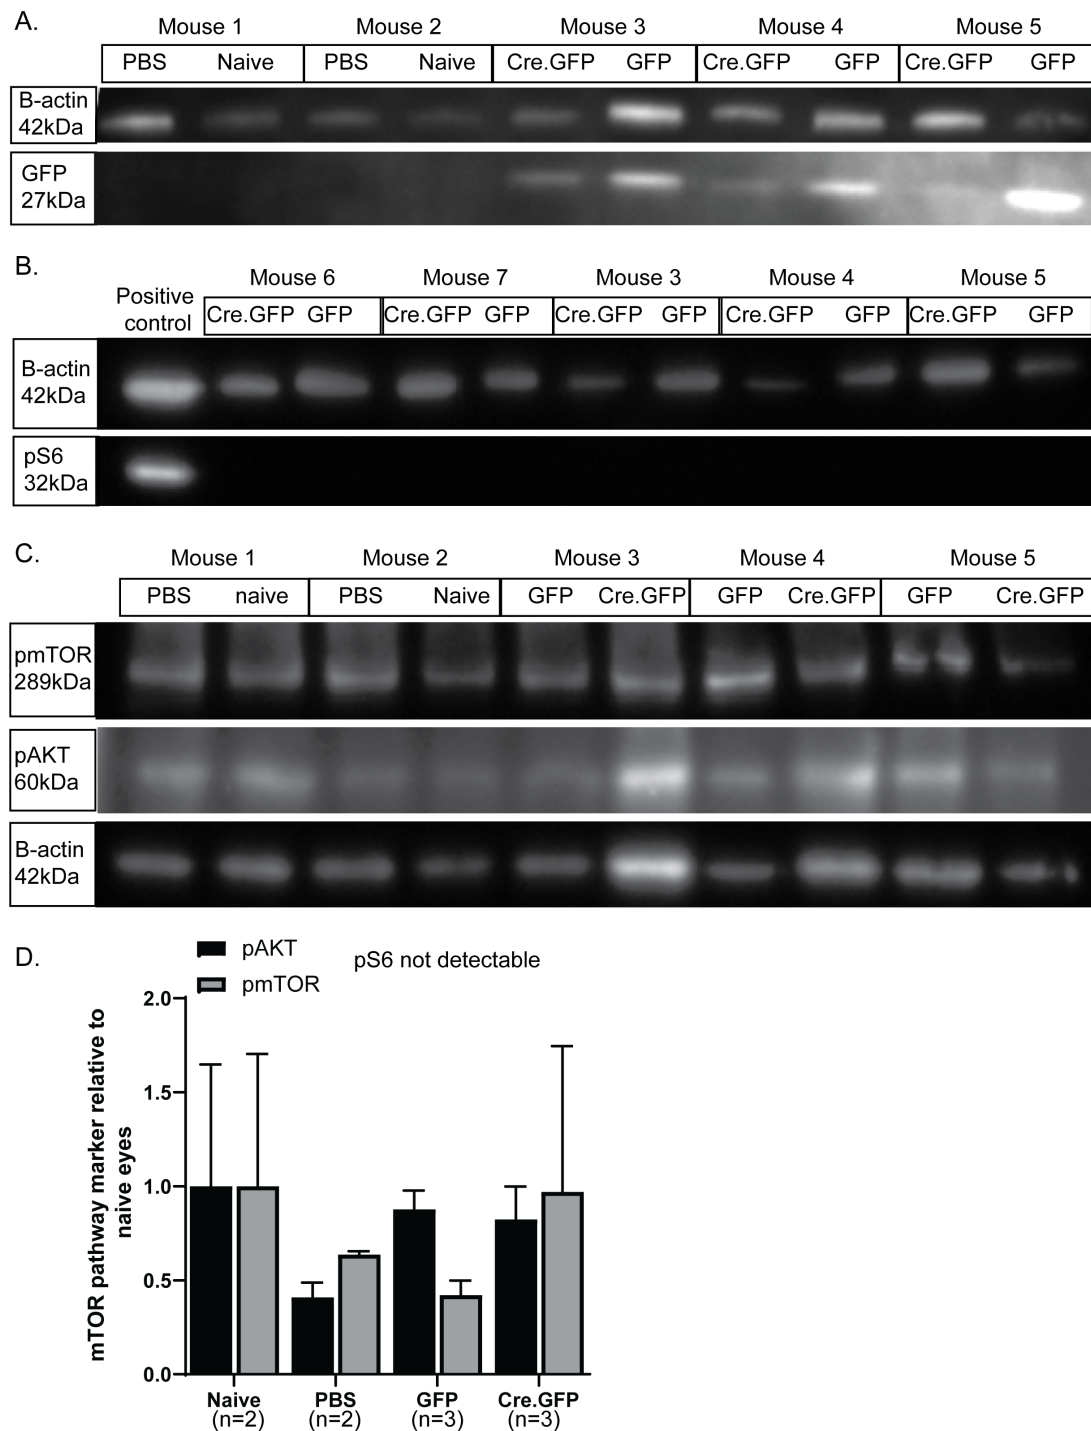 A.
Mouse 1 Mouse 2 Mouse 3 Mouse 4 Mouse 5
PBS Naive PBS Naive Cre.GFP GFP Cre.GFP GFP Cre.GFP GFP
B-actin
42kDa
GFP
27kDa
B.
Mouse 6 Mouse 7 Mouse 3 Mouse 4 Mouse 5
Positive
control
Cre.GFP GFP Cre.GFP GFP Cre.GFP GFP Cre.GFP GFP Cre.GFP GFP
B-actin
42kDa
pS6
32kDa
C.
Mouse 1 Mouse 2 Mouse 3 Mouse 4 Mouse 5
PBS naive PBS Naive GFP Cre.GFP GFP Cre.GFP GFP Cre.GFP
pmTOR
289kDa
pAKT
60kDa
B-actin
42kDa
D.
pAKT
pmTOR
pS6 not detectable
mTOR pathway marker relative to
naive eyes
2.0
1.5
1.0
0.5
0.0
Naive PBS GFP Cre.GFP
(n=2) (n=2) (n=3) (n=3)